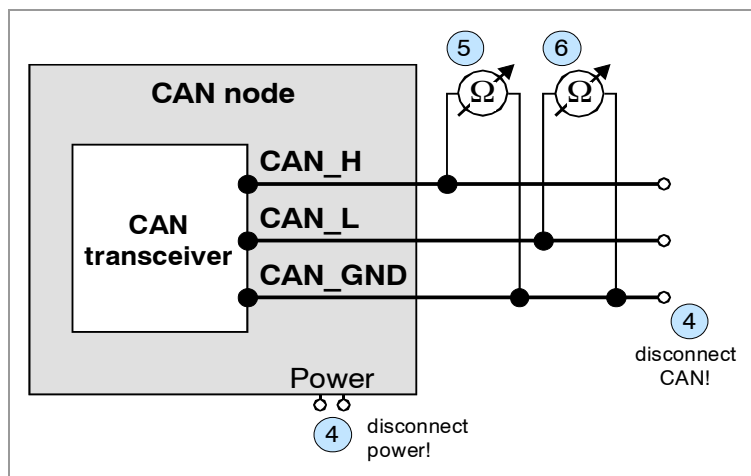 5
6
Ω
Ω
CAN node
CAN_H
CAN
transceiver
CAN_L
CAN_GND
4
disconnect
CAN!
Power
4
disconnect
power!